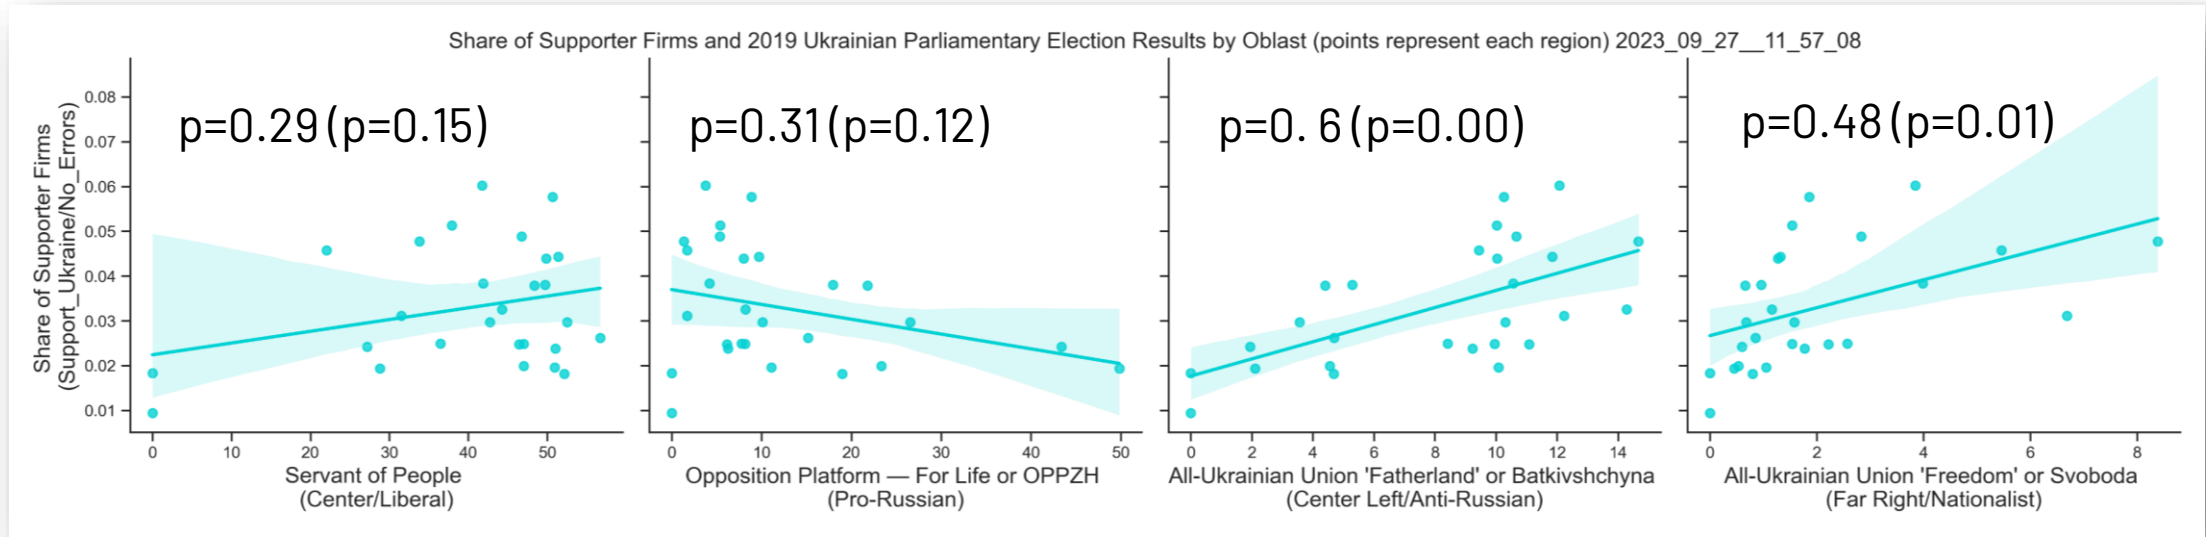 Share of Supporter Firms and 2019 Ukrainian Parliamentary Election Results by Oblast (points represent each region) 2023_09_27__11_57_08
Share of Supporter Firms
(Support_Ukraine/No_Errors)
0.08
0.07
0.06
0.05
0.04
0.03
0.02
0.01
p=0.29(p=0.15)
0 10 20 30 40 50
Servant of People
(Center/Liberal)
p=0.31(p=0.12)
0 10 20 30 40 50
Opposition Platform — For Life or OPPZH
(Pro-Russian)
p=0. 6(p=0.00)
0 2 4 6 8 10 12 14
All-Ukrainian Union 'Fatherland' or Batkivshchyna
(Center Left/Anti-Russian)
p=0.48(p=0.01)
0 2 4 6 8
All-Ukrainian Union 'Freedom' or Svoboda
(Far Right/Nationalist)